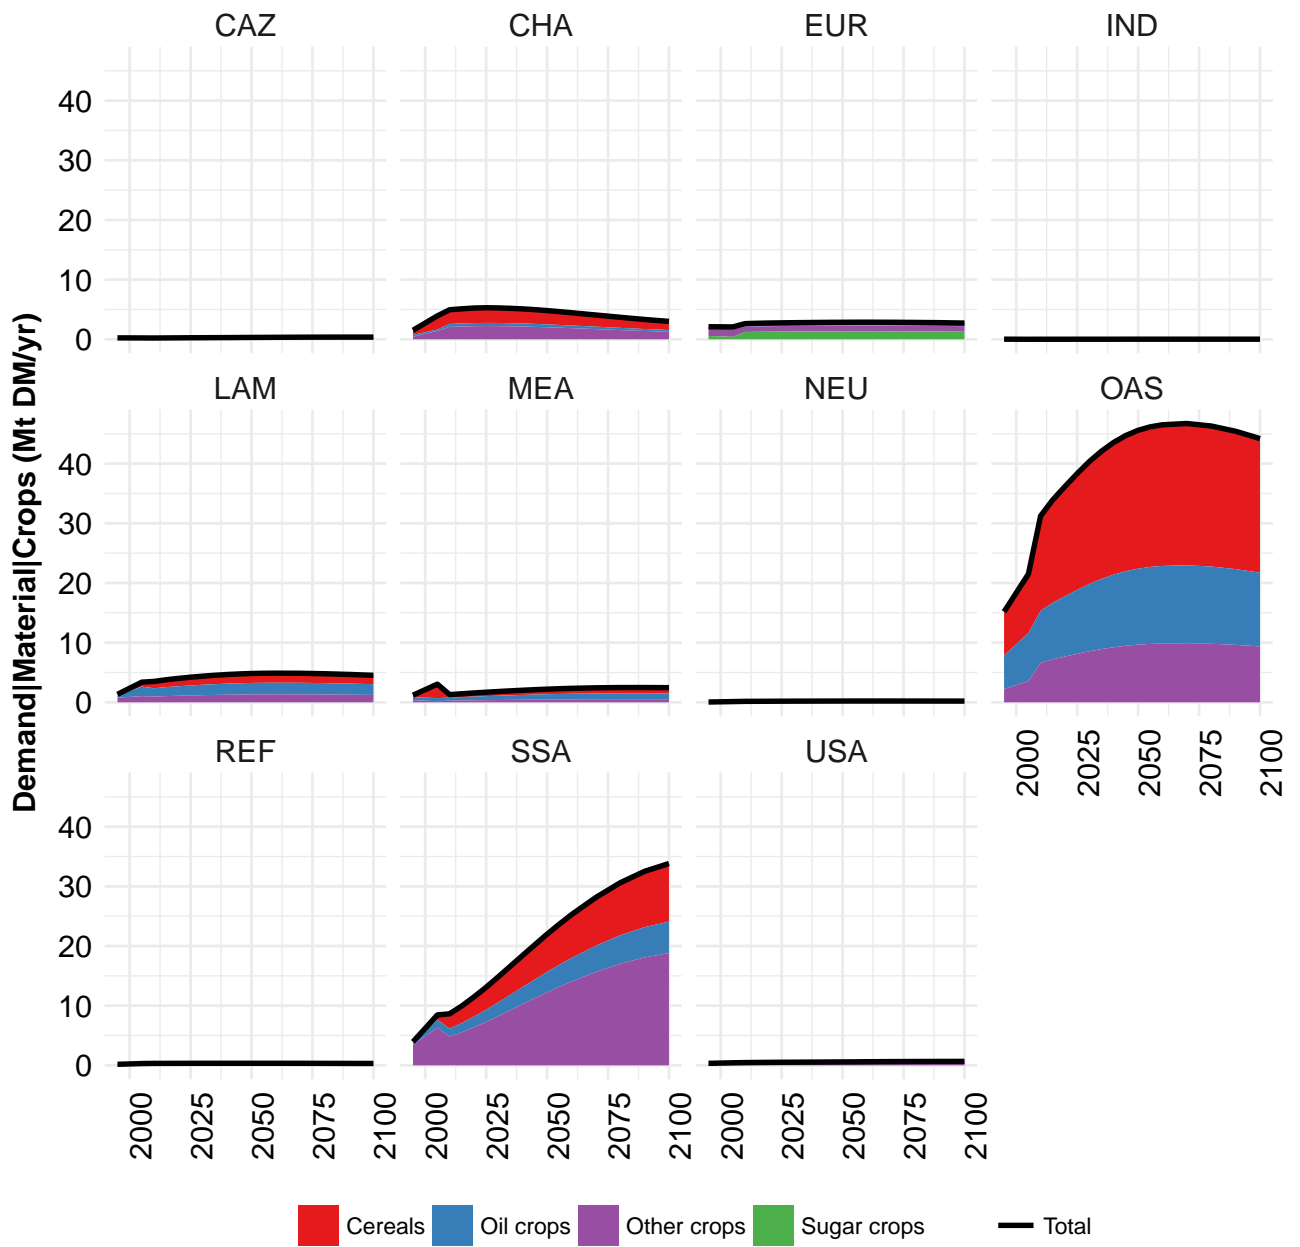 CAZ CHA EUR IND
40
30
20
10
0
LAM MEA NEU OAS
40
30
20
10
0
2000 2025 2050 2075 2100
REF SSA USA
40
30
20
10
0
2000 2025 2050 2075 2100 2000 2025 2050 2075 2100 2000 2025 2050 2075 2100
Demand|Material|Crops (Mt DM/yr)
Cereals Oil crops Other crops Sugar crops Total